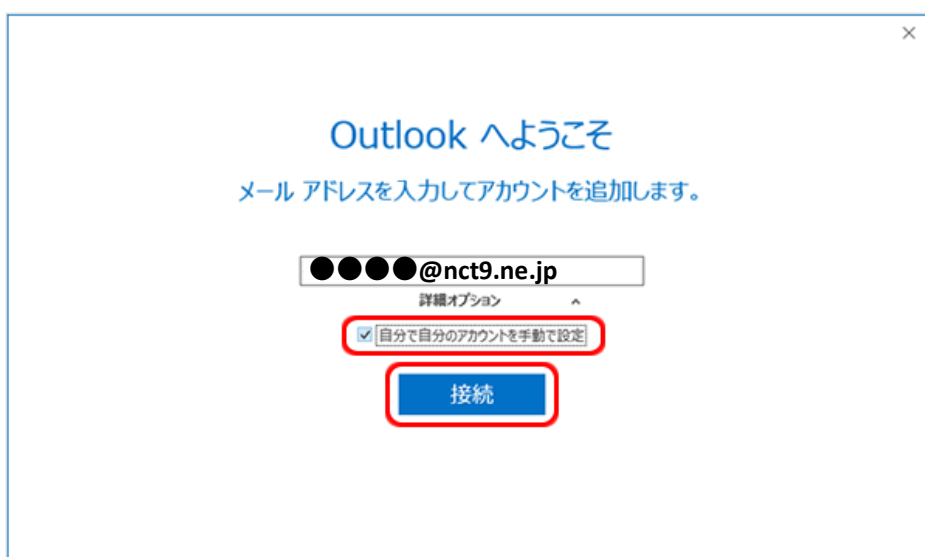 Outlook へようこそ
メール アドレスを入力してアカウントを追加します。
●●●●@nct9.ne.jp
詳細オプション
自分で自分のアカウントを手動で設定
接続